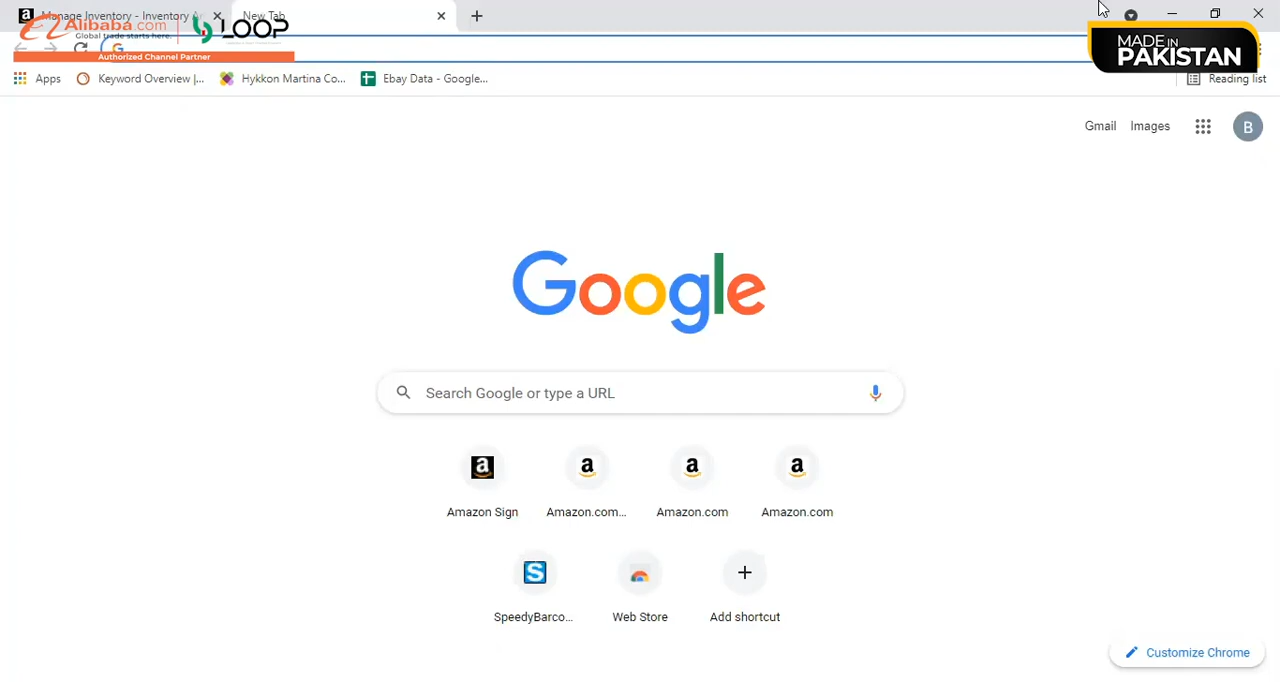 Manage Inventory - Inventory A
New Tab
Alibaba.com
Global trade starts here.
LOOP
Authorized Channel Partner
MADE IN
PAKISTAN
Apps
Keyword Overview |...
Hykkon Martina Co...
Ebay Data - Google...
Reading list
Gmail
Images
B
Google
Search Google or type a URL
Amazon Sign
Amazon.com...
Amazon.com
Amazon.com
SpeedyBarco...
Web Store
Add shortcut
Customize Chrome